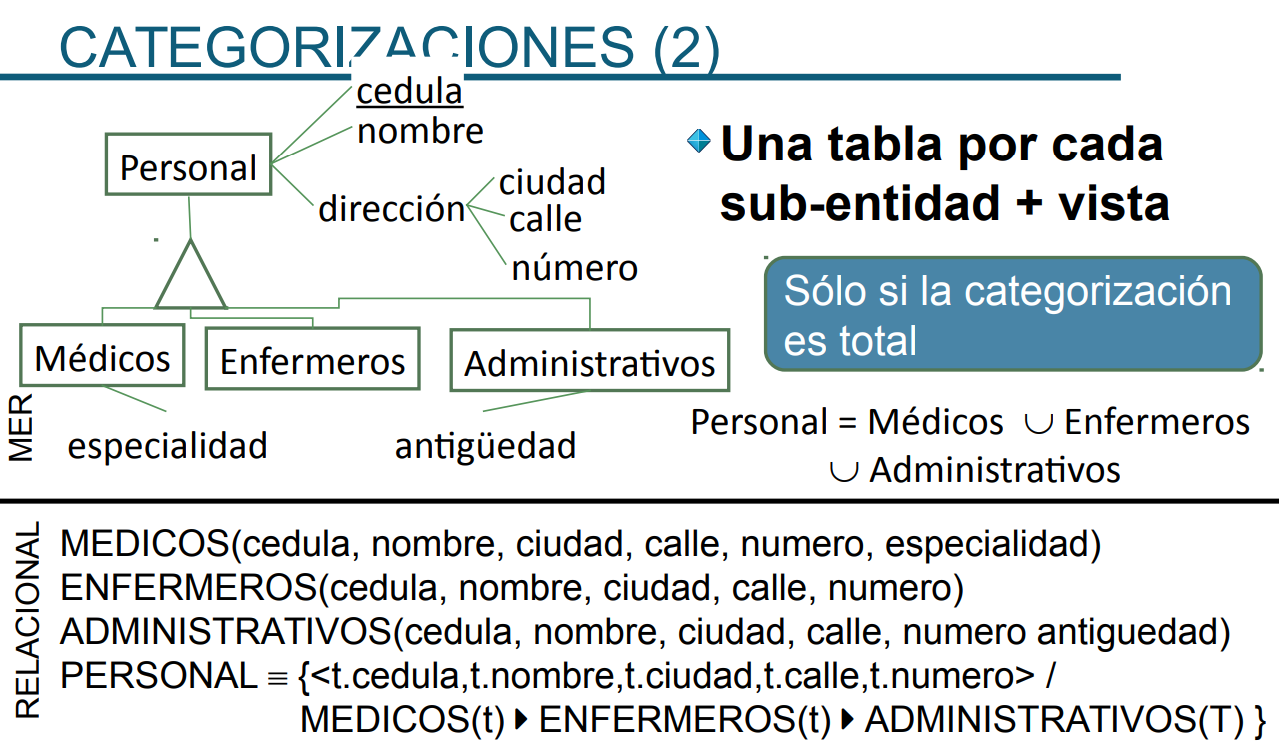 CATEGORIZACIONES (2)
cedula
nombre
Personal
dirección
ciudad
calle
número
Médicos
Enfermeros
Administrativos
especialidad
antigüedad
MER
Una tabla por cada
sub-entidad + vista
Sólo si la categorización
es total
Personal = Médicos ∪ Enfermeros
∪ Administrativos
RELACIONAL
MEDICOS(cedula, nombre, ciudad, calle, numero, especialidad)
ENFERMEROS(cedula, nombre, ciudad, calle, numero)
ADMINISTRATIVOS(cedula, nombre, ciudad, calle, numero antiguedad)
PERSONAL ≡ {<t.cedula,t.nombre,t.ciudad,t.calle,t.numero> /
MEDICOS(t) ▶ ENFERMEROS(t) ▶ ADMINISTRATIVOS(T) }